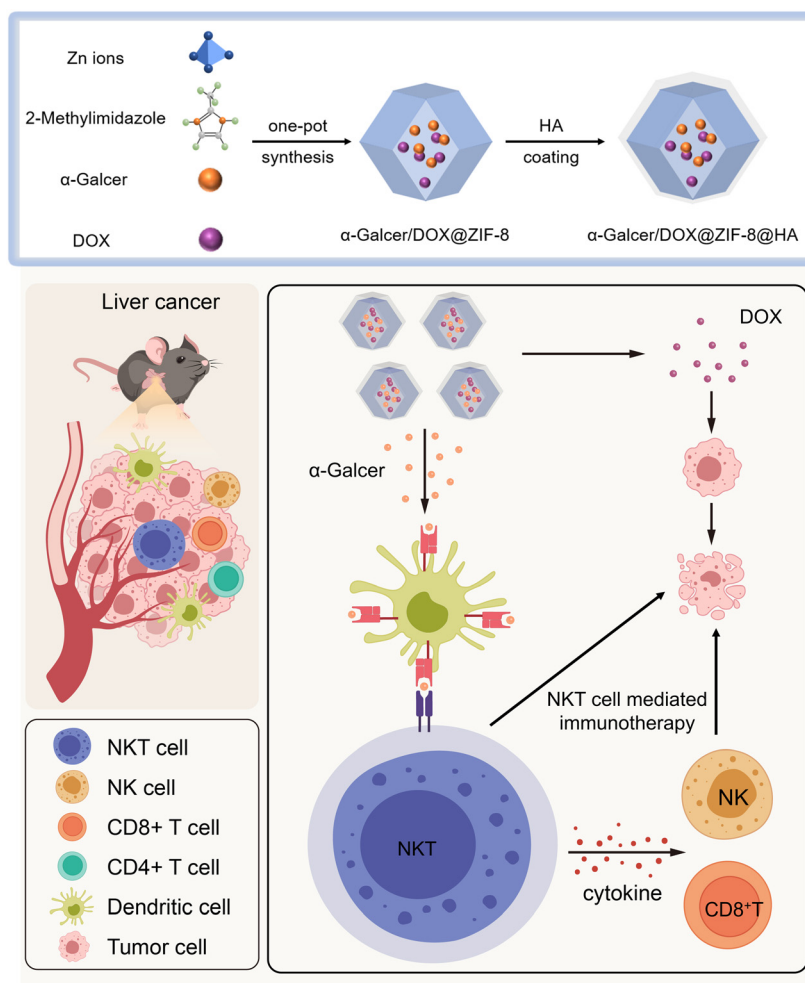 Zn ions
2-Methylimidazole
α-Galcer
DOX
one-pot
synthesis
HA
coating
α-Galcer/DOX@ZIF-8
α-Galcer/DOX@ZIF-8@HA
Liver cancer
NKT cell
NK cell
CD8+ T cell
CD4+ T cell
Dendritic cell
Tumor cell
DOX
α-Galcer
NKT cell mediated
immunotherapy
NKT
cytokine
NK
CD8⁺T